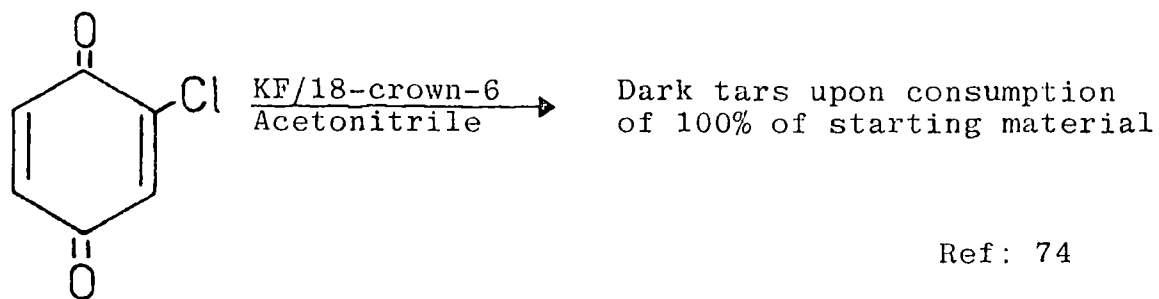 O
Cl
KF/18-crown-6
Acetonitrile
Dark tars upon consumption
of 100% of starting material
O
Ref: 74